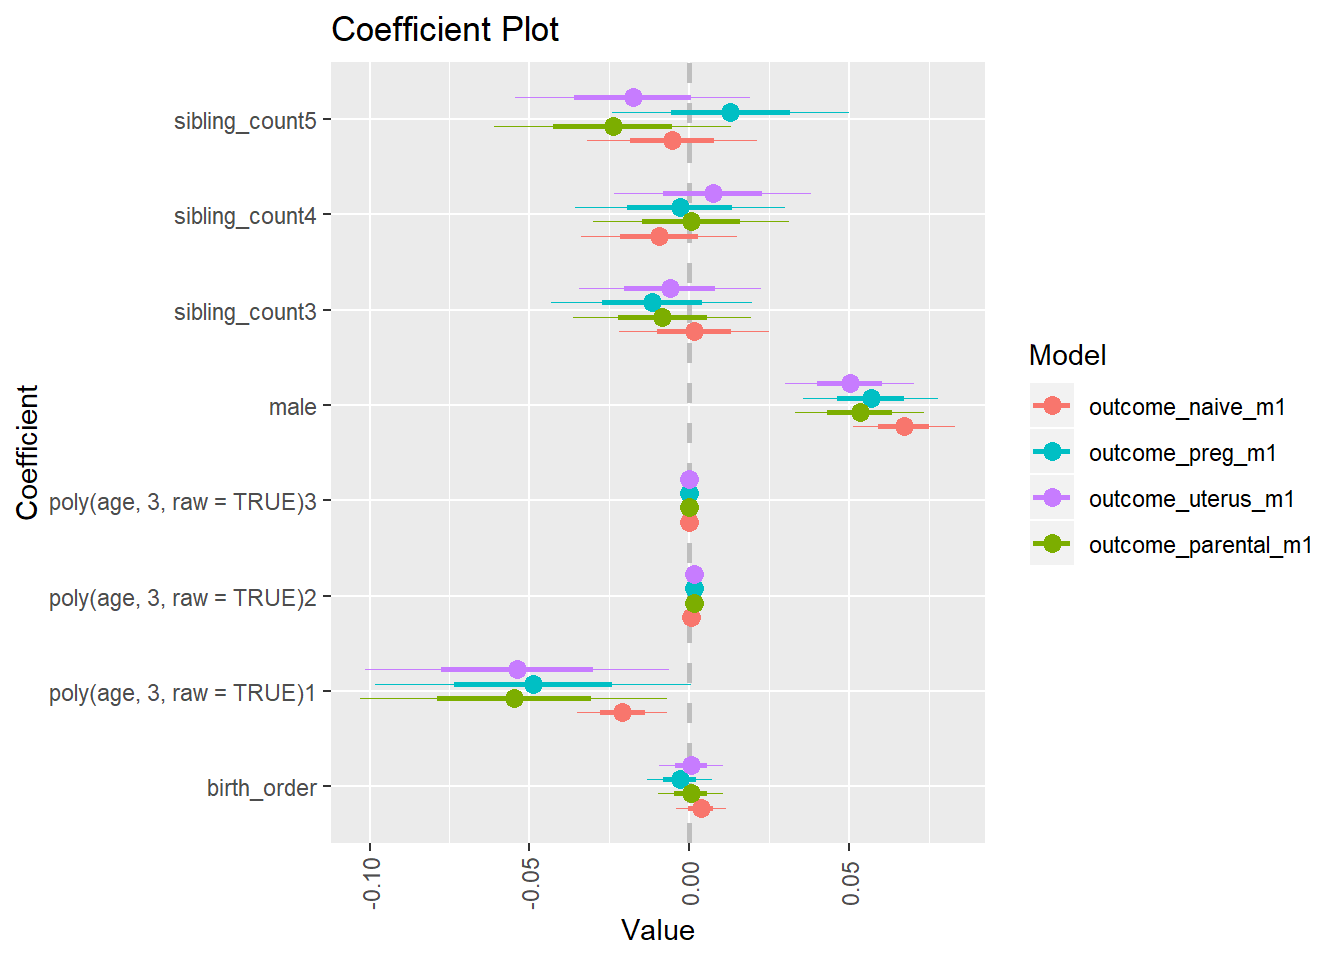 Coefficient Plot
Coefficient
sibling_count5
sibling_count4
sibling_count3
male
poly(age, 3, raw = TRUE)3
poly(age, 3, raw = TRUE)2
poly(age, 3, raw = TRUE)1
birth_order
-0.10
-0.05
0.00
0.05
Value
Model
outcome_naive_m1
outcome_preg_m1
outcome_uterus_m1
outcome_parental_m1